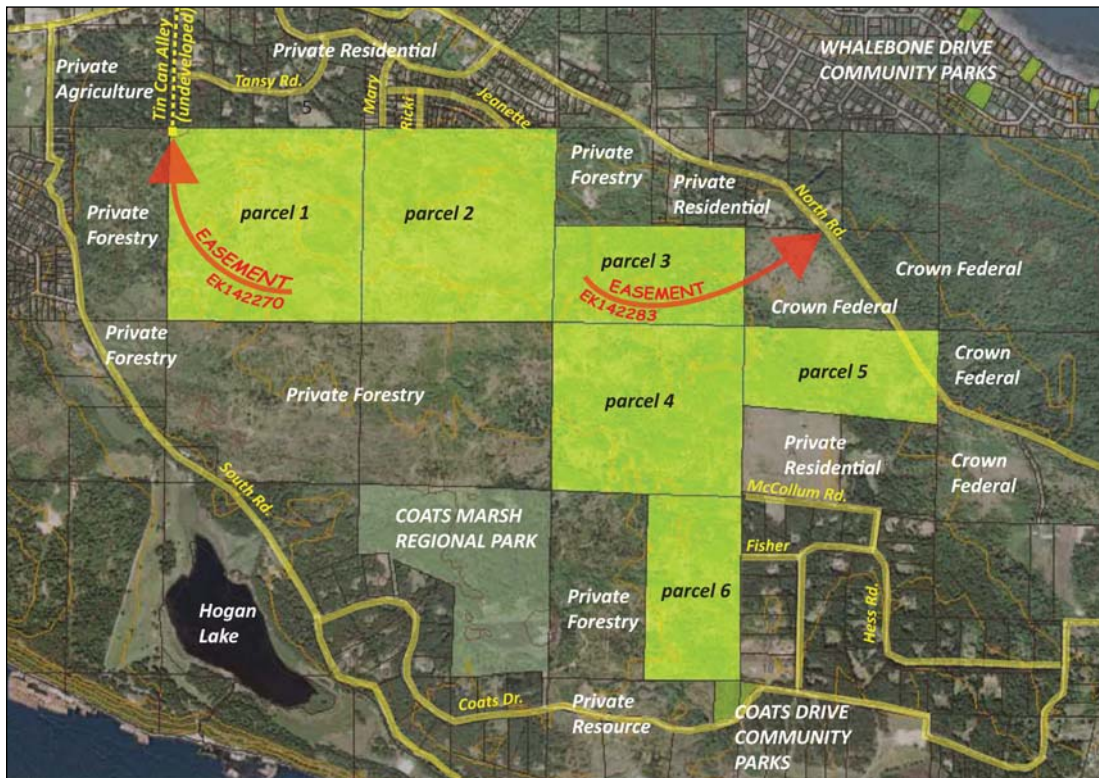 Private
Agriculture
Tin Can Alley
(undeveloped)
Private Residential
Tansy Rd.
5
Mary
Ricki
Jeanette
WHALEBONE DRIVE
COMMUNITY PARKS
Private
Forestry
parcel 1
EASEMENT
EK142270
parcel 2
Private
Forestry
Private
Residential
North Rd.
parcel 3
EASEMENT
EK142283
Crown Federal
Crown Federal
Private
Forestry
Private Forestry
parcel 4
parcel 5
Crown
Federal
Private
Residential
Crown
Federal
South Rd.
McCollum Rd.
COATS MARSH
REGIONAL PARK
Fisher
Hess Rd.
Hogan
Lake
Private
Forestry
parcel 6
Coats Dr.
Private
Resource
COATS DRIVE
COMMUNITY
PARKS